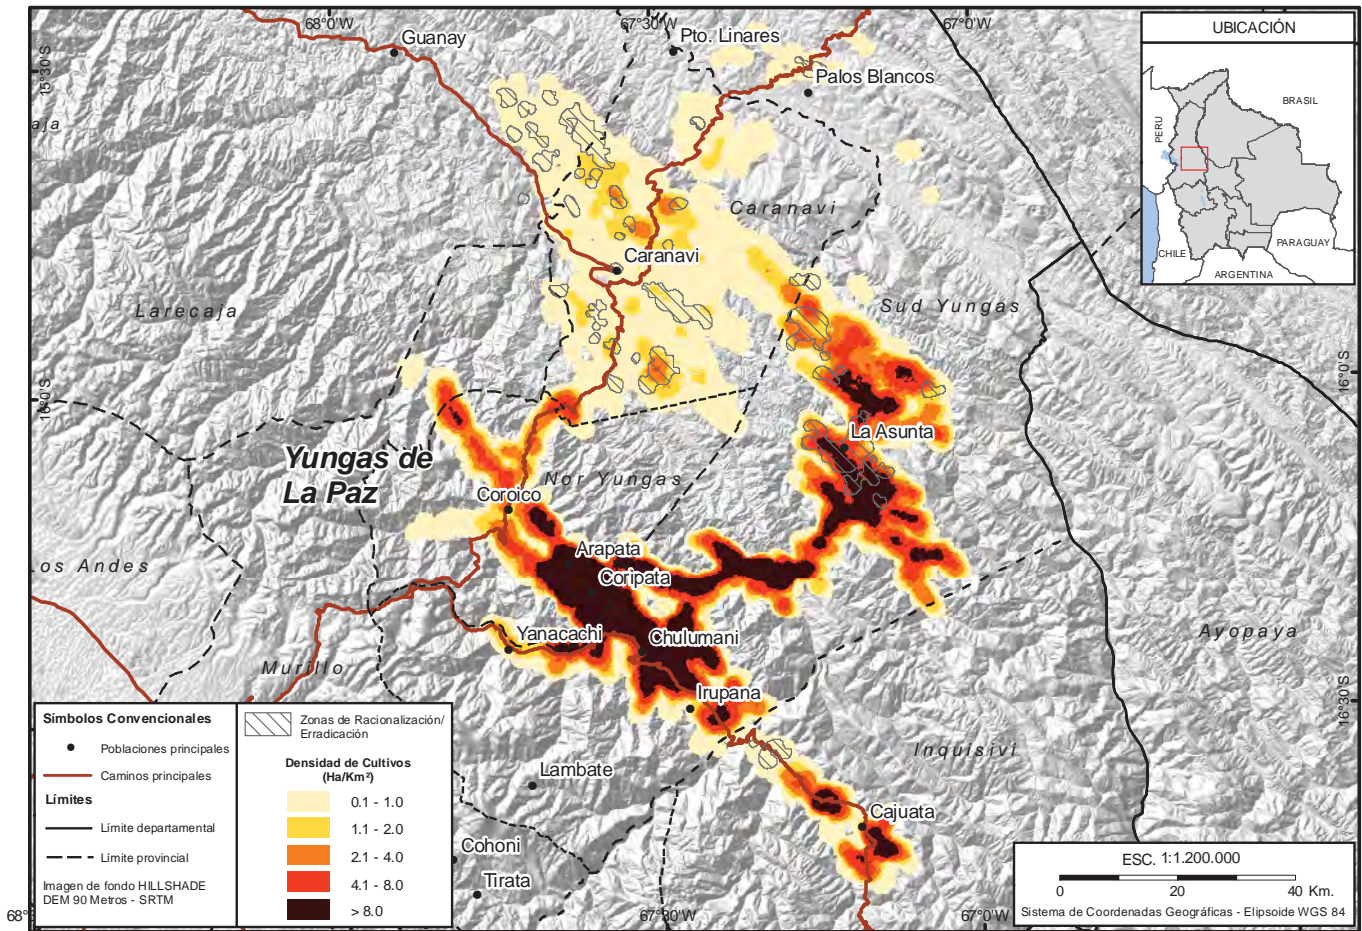 68°0'W
67°30'W
67°0'W
15°30'S
Guanay
Pto. Linares
Palos Blancos
UBICACIÓN
BRASIL
PERU
PARAGUAY
CHILE
ARGENTINA
aja
Caranavi
Caranavi
Larecaja
Sud Yungas
16°0'S
16°0'S
La Asunta
Yungas de
La Paz
Nor Yungas
Coroico
Arapata
Coripata
Los Andes
Yanacachi
Chulumani
Ayopaya
Murillo
Irupana
16°30'S
Inquisivi
Lambate
Cajuata
Cohoni
Tirata
Símbolos Convencionales
Poblaciones principales
Caminos principales
Límites
Límite departamental
Límite provincial
Imagen de fondo HILLSHADE
DEM 90 Metros - SRTM
Zonas de Racionalización/
Erradicación
Densidad de Cultivos
(Ha/Km²)
0.1 - 1.0
1.1 - 2.0
2.1 - 4.0
4.1 - 8.0
> 8.0
ESC. 1:1.200.000
0 20 40 Km.
Sistema de Coordenadas Geográficas - Elipsoide WGS 84
67°30'W
67°0'W